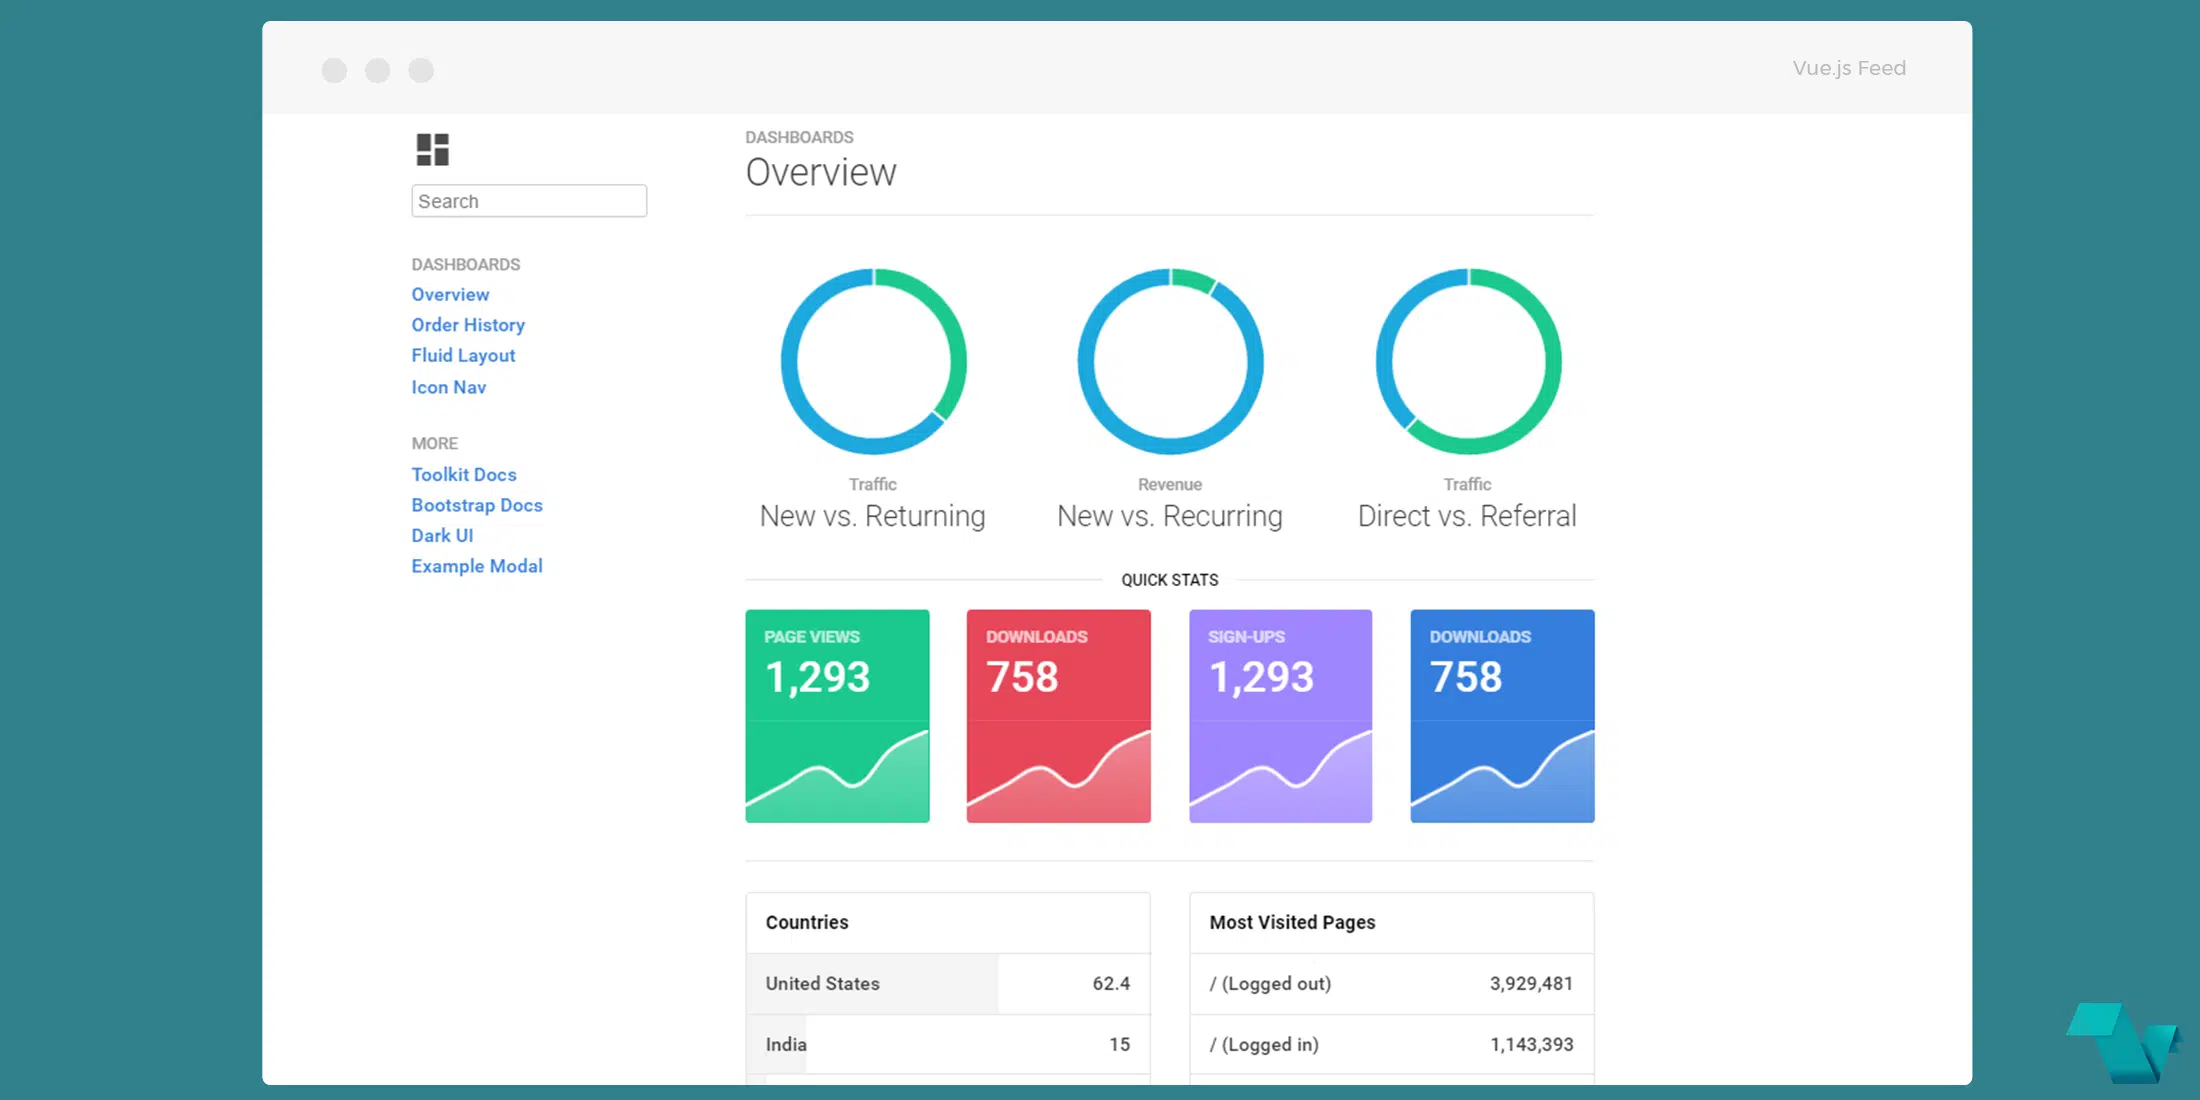 Vue.js Feed
Search
DASHBOARDS
Overview
Order History
Fluid Layout
Icon Nav
MORE
Toolkit Docs
Bootstrap Docs
Dark UI
Example Modal
DASHBOARDS
Overview
Traffic
New vs. Returning
Revenue
New vs. Recurring
Traffic
Direct vs. Referral
QUICK STATS
PAGE VIEWS
1,293
DOWNLOADS
758
SIGN-UPS
1,293
DOWNLOADS
758
Countries
United States 62.4
India 15
Most Visited Pages
/ (Logged out) 3,929,481
/ (Logged in) 1,143,393